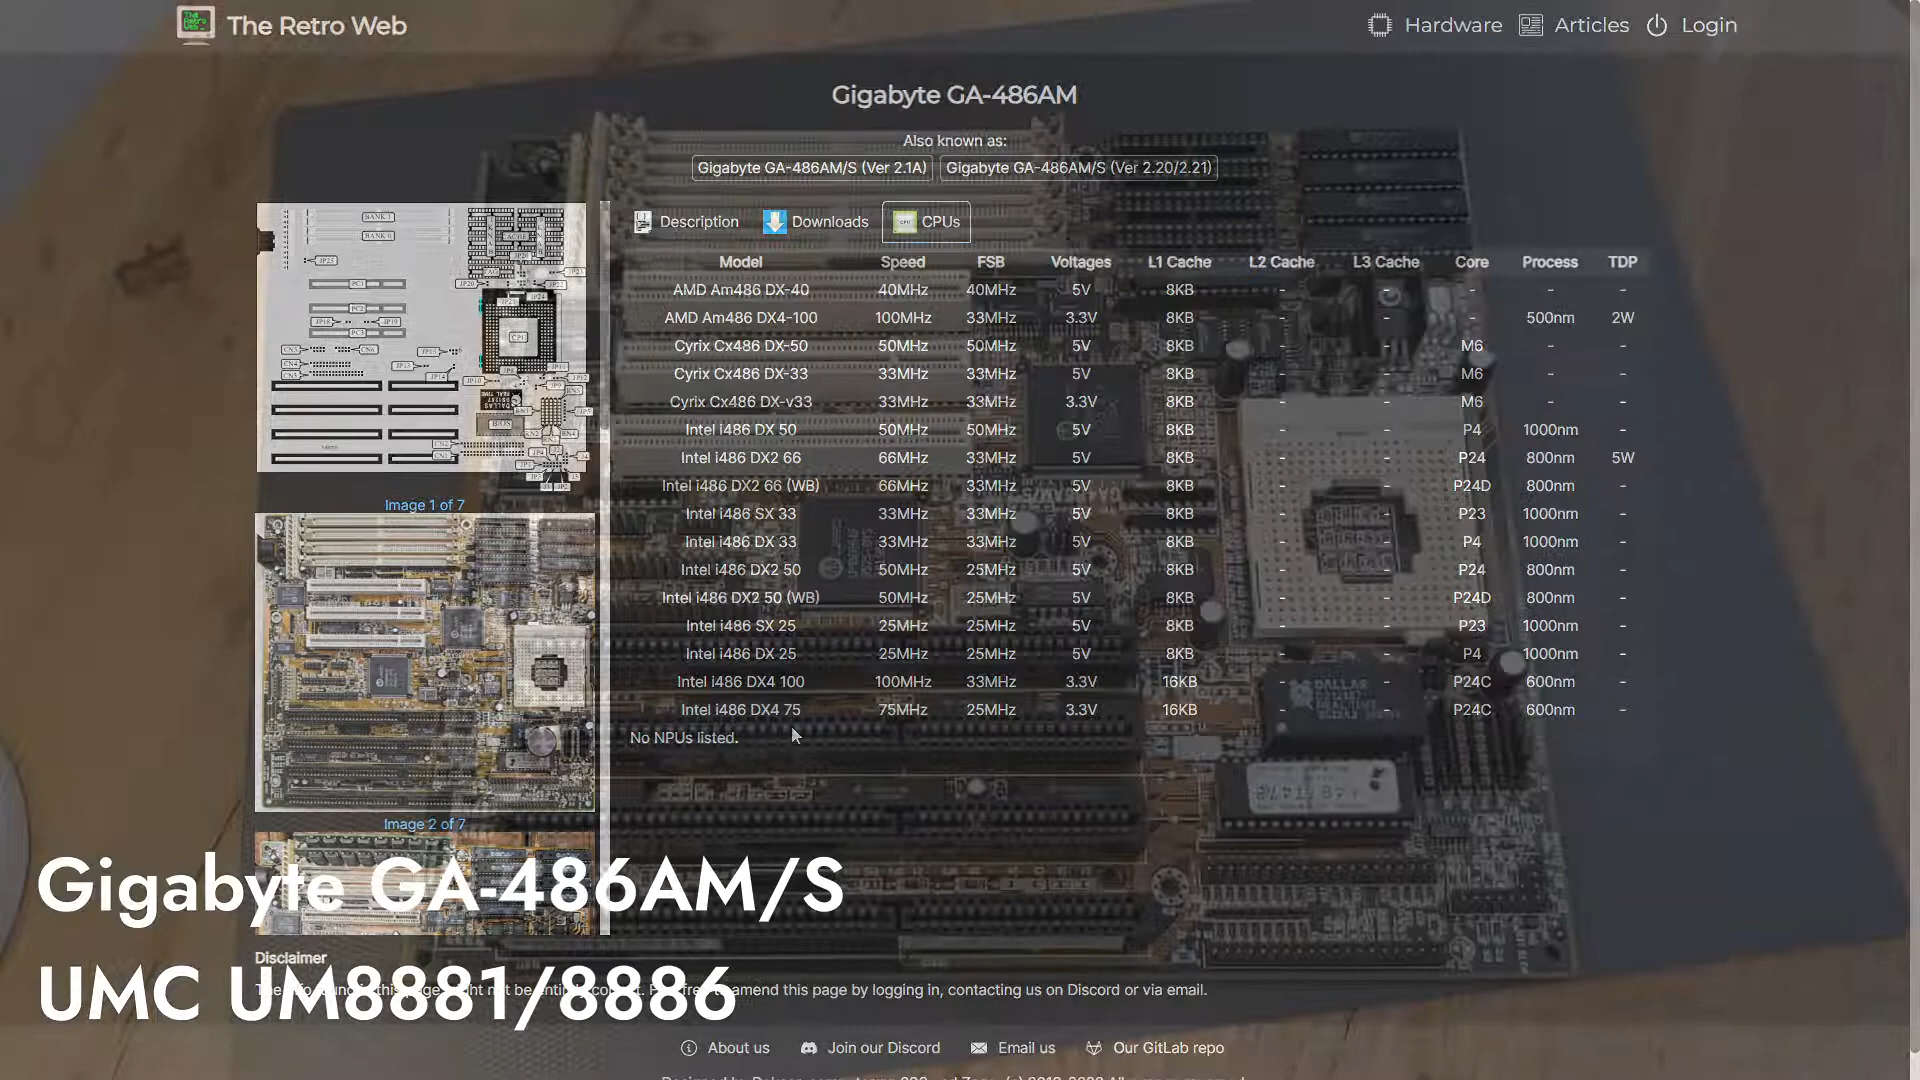 The Retro Web
Hardware
Articles
Login
Gigabyte GA-486AM
Also known as:
Gigabyte GA-486AM/S (Ver 2.1A)
Gigabyte GA-486AM/S (Ver 2.20/2.21)
Description
Downloads
CPUs
Model Speed FSB Voltages L1 Cache L2 Cache L3 Cache Core Process TDP
AMD Am486 DX-40 40MHz 40MHz 5V 8KB - - - - -
AMD Am486 DX4-100 100MHz 33MHz 3.3V 8KB - - - 500nm 2W
Cyrix Cx486 DX-50 50MHz 50MHz 5V 8KB - - M6 - -
Cyrix Cx486 DX-33 33MHz 33MHz 5V 8KB - - M6 - -
Cyrix Cx486 DX-v33 33MHz 33MHz 3.3V 8KB - - M6 - -
Intel i486 DX 50 50MHz 50MHz 5V 8KB - - P4 1000nm -
Intel i486 DX2 66 66MHz 33MHz 5V 8KB - - P24 800nm 5W
Intel i486 DX2 66 (WB) 66MHz 33MHz 5V 8KB - - P24D 800nm -
Intel i486 SX 33 33MHz 33MHz 5V 8KB - - P23 1000nm -
Intel i486 DX 33 33MHz 33MHz 5V 8KB - - P4 1000nm -
Intel i486 DX2 50 50MHz 25MHz 5V 8KB - - P24 800nm -
Intel i486 DX2 50 (WB) 50MHz 25MHz 5V 8KB - - P24D 800nm -
Intel i486 SX 25 25MHz 25MHz 5V 8KB - - P23 1000nm -
Intel i486 DX 25 25MHz 25MHz 5V 8KB - - P4 1000nm -
Intel i486 DX4 100 100MHz 33MHz 3.3V 16KB - - P24C 600nm -
Intel i486 DX4 75 75MHz 25MHz 3.3V 16KB - - P24C 600nm -
No NPUs listed.
BANK 1
BANK 0
CACHE
JP25
PC1
PC2
PC3
CPU
BIOS
Image 1 of 7
Image 2 of 7
Gigabyte GA-486AM/S
Disclaimer
UMC UM8881/8886
amend this page by logging in, contacting us on Discord or via email.
About us
Join our Discord
Email us
Our GitLab repo